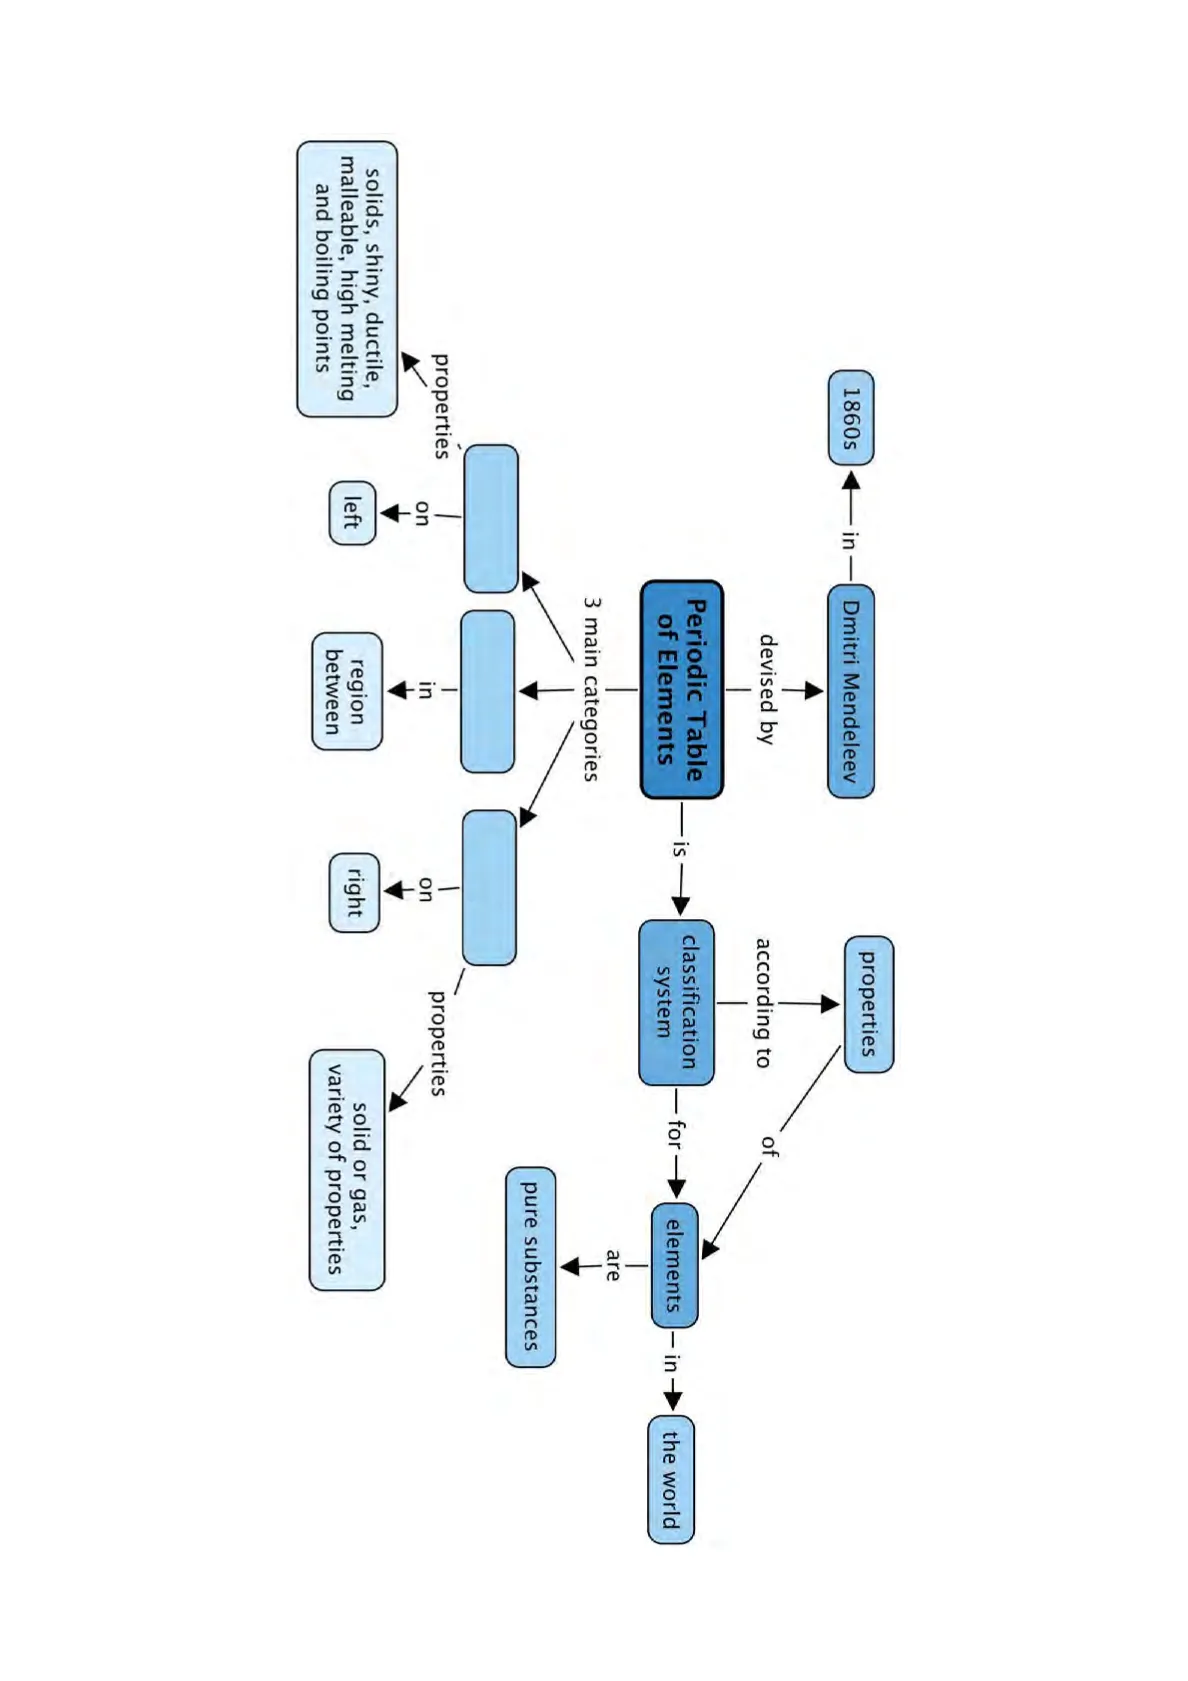 1860s
in
Dmitri Mendeleev
properties
devised by
according to
of
Periodic Table
of Elements
is
classification
system
for
elements
in
the world
3 main categories
are
pure substances
properties
on
in
on
properties
solids, shiny, ductile,
malleable, high melting
and boiling points
left
region
between
right
solid or gas,
variety of properties